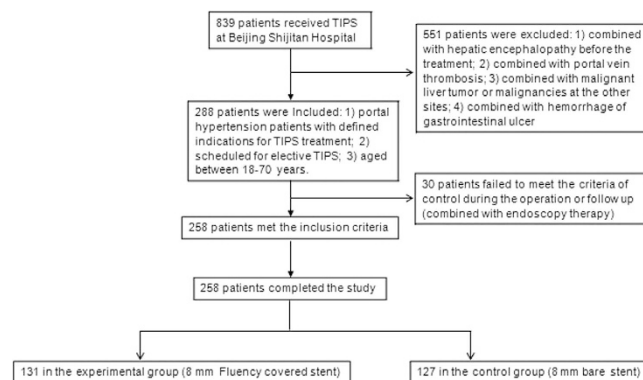 839 patients received TIPS
at Beijing Shijitan Hospital
551 patients were excluded: 1) combined
with hepatic encephalopathy before the
treatment; 2) combined with portal vein
thrombosis; 3) combined with malignant
liver tumor or malignancies at the other
sites; 4) combined with hemorrhage of
gastrointestinal ulcer
288 patients were Included: 1) portal
hypertension patients with defined
indications for TIPS treatment; 2)
scheduled for elective TIPS; 3) aged
between 18-70 years.
30 patients failed to meet the criteria of
control during the operation or follow up
(combined with endoscopy therapy)
258 patients met the inclusion criteria
258 patients completed the study
131 in the experimental group (8 mm Fluency covered stent)
127 in the control group (8 mm bare stent)